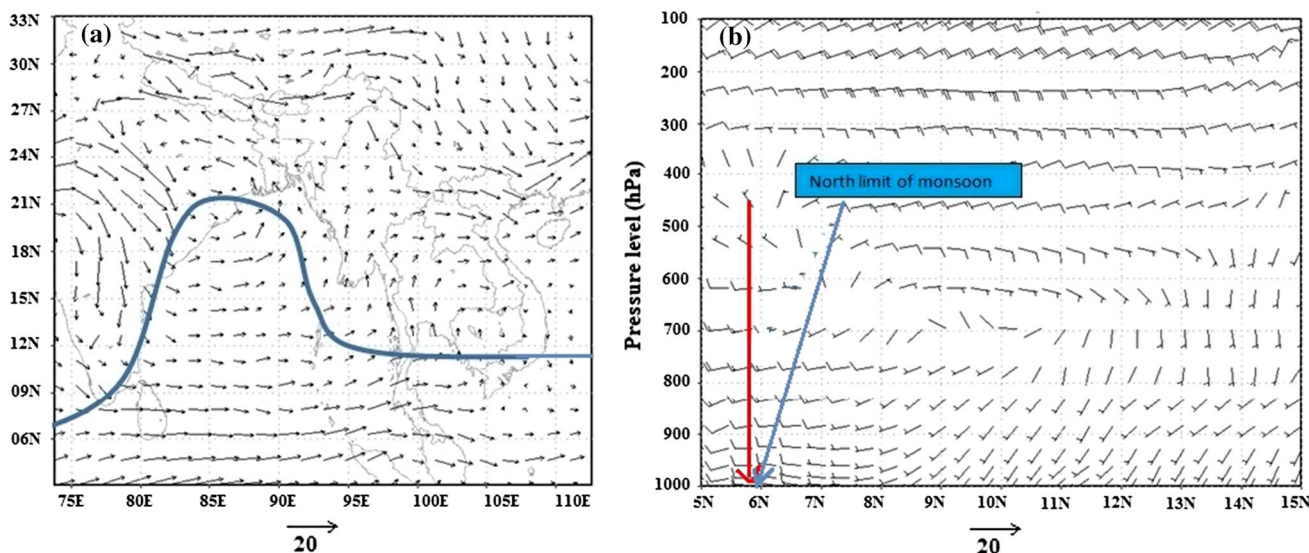 (a)
33N
30N
27N
24N
21N
18N
15N
12N
09N
06N
75E 80E 85E 90E 95E 100E 105E 110E
20
(b)
Pressure level (hPa)
100
200
300
400
500
600
700
800
900
1000
North limit of monsoon
5N 6N 7N 8N 9N 10N 11N 12N 13N 14N 15N
20